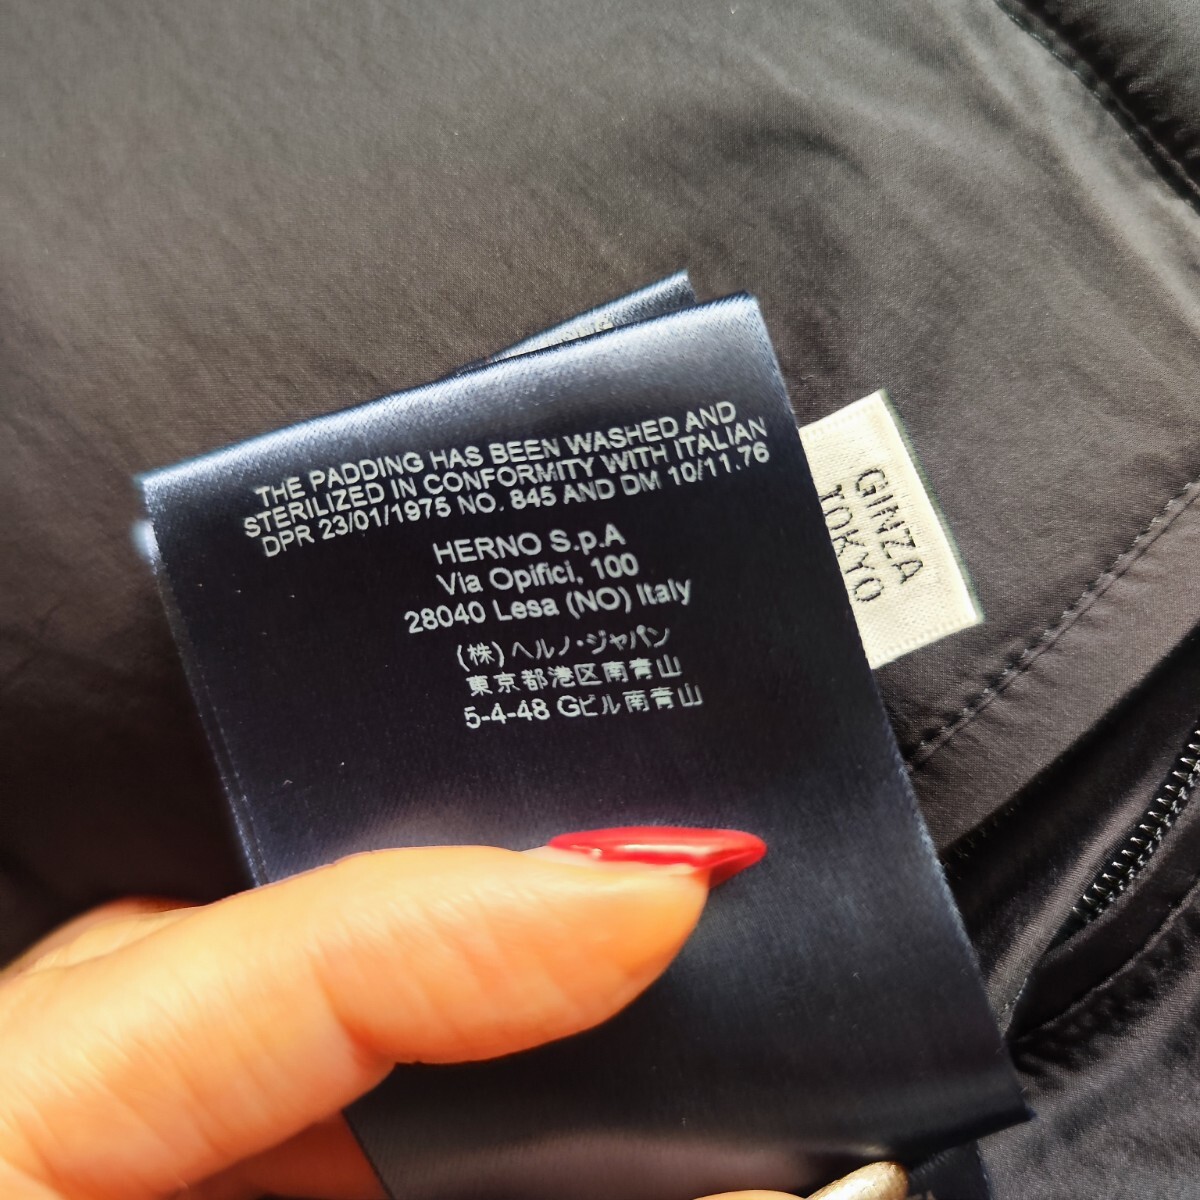 THE PADDING HAS BEEN WASHED AND
STERILIZED IN CONFORMITY WITH ITALIAN
DPR 23/01/1975 NO. 845 AND DM 10/11.76
HERNO S.p.A
Via Opifici, 100
28040 Lesa (NO) Italy
(株)ヘルノ・ジャパン
東京都港区南青山
5-4-48 Gビル南青山
GINZA
TOKYO